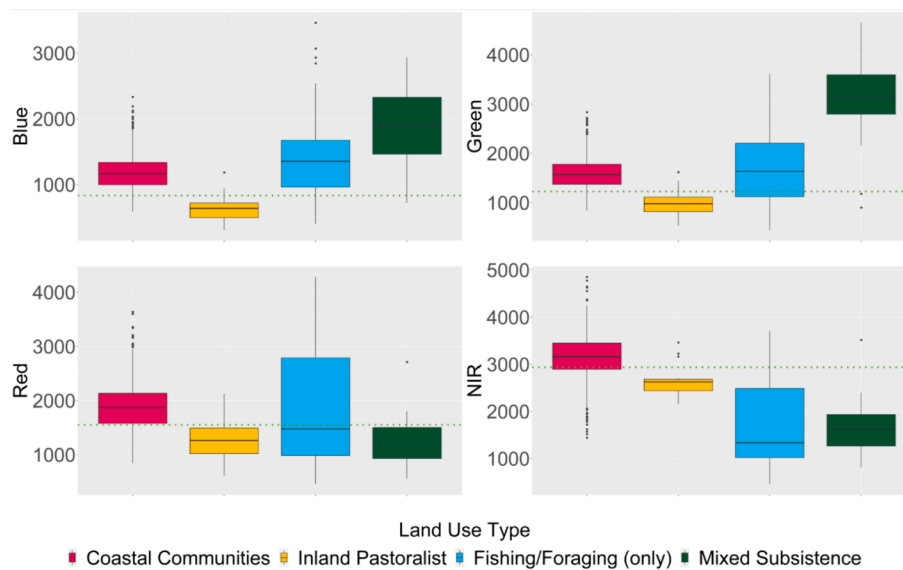 Blue
3000
2000
1000
Green
4000
3000
2000
1000
Red
4000
3000
2000
1000
NIR
5000
4000
3000
2000
1000
Land Use Type
Coastal Communities Inland Pastoralist Fishing/Foraging (only) Mixed Subsistence